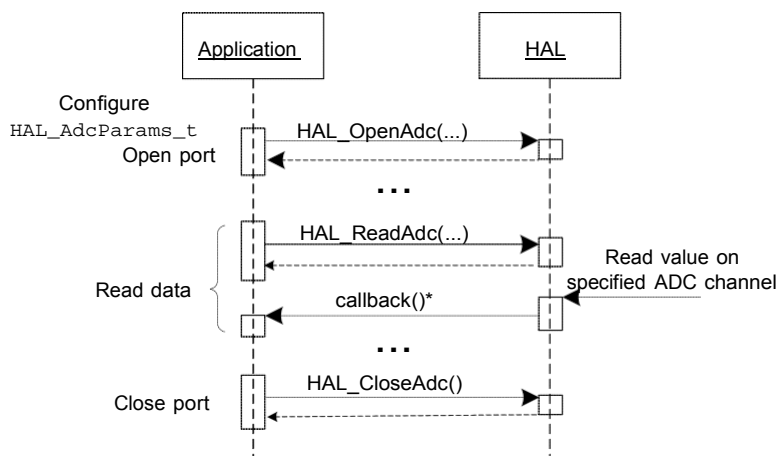 Application
HAL
Configure
HAL_AdcParams_t
Open port
HAL_OpenAdc(...)
...
HAL_ReadAdc(...)
Read value on
specified ADC channel
Read data
callback()*
...
HAL_CloseAdc()
Close port